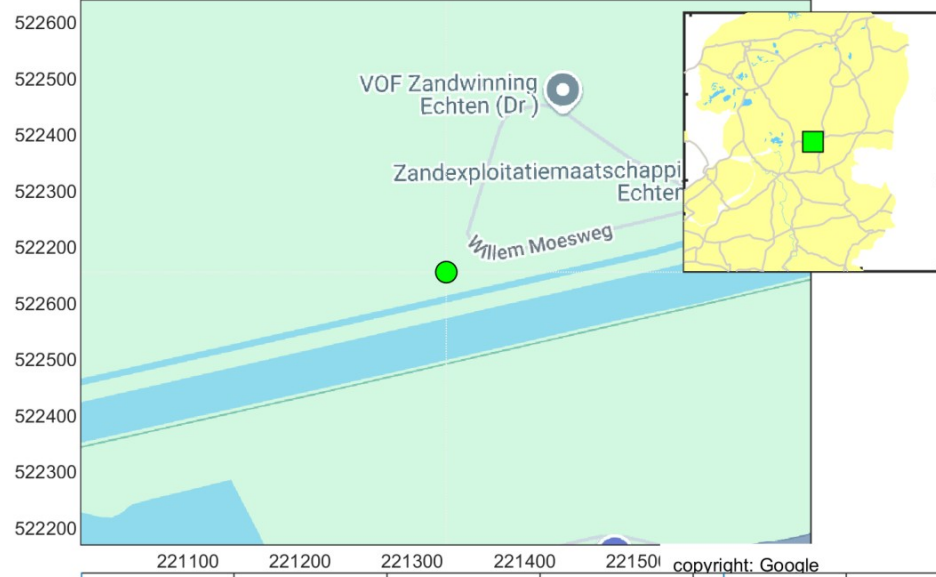 522600
522500
522400
522300
522200
522600
522500
522400
522300
522200
VOF Zandwinning
Echten (Dr )
Zandexploitatiemaatschappi
Echten
Willem Moesweg
221100
221200
221300
221400
22150
copyright: Google